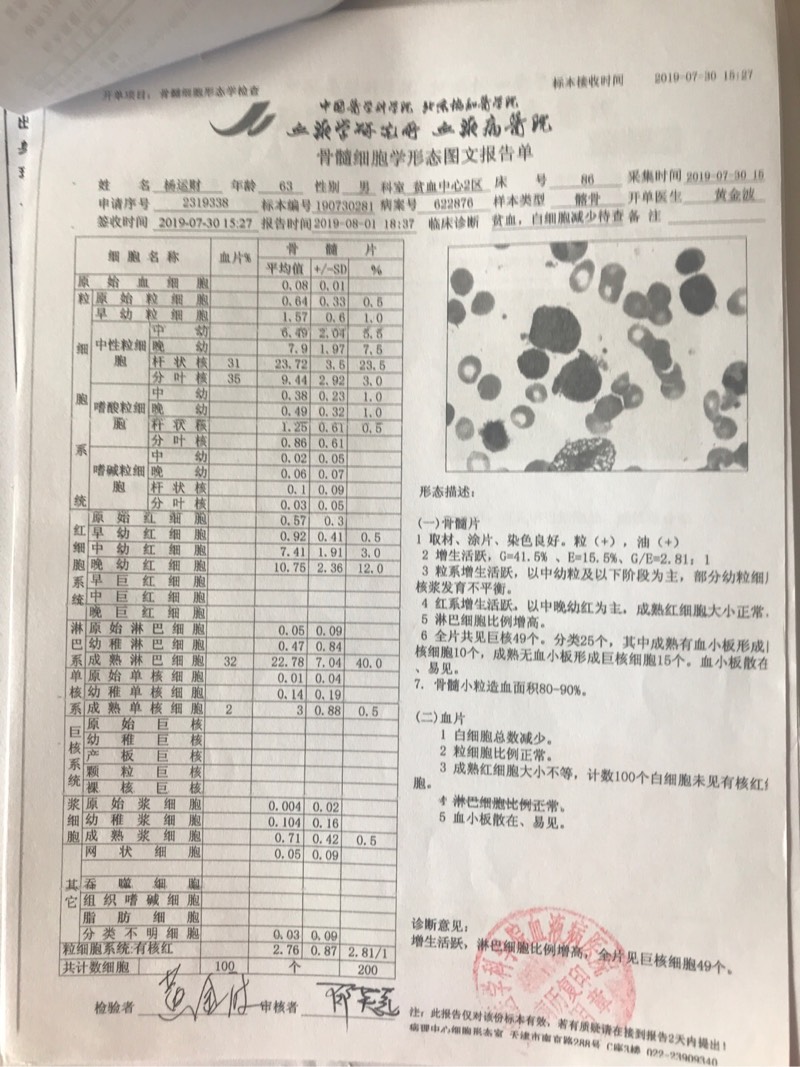 标本接收时间 2019-07-30 15:27
开单项目: 骨髓细胞形态学检查
中国医学科学院 北京协和医学院
血液学研究所 血液病医院
骨髓细胞学形态图文报告单
姓 名 杨运财 年龄 63 性别 男 科室 贫血中心2区 床 号 86 采集时间 2019-07-30 15
申请序号 2319338 标本编号 190730281 病案号 622876 样本类型 髂骨 开单医生 黄金波
签收时间 2019-07-30 15:27 报告时间 2019-08-01 18:37 临床诊断 贫血,白细胞减少待查 备 注
细胞名称 血片% 骨 髓 片
平均值 +/-SD %
原始血细胞 0.08 0.01
粒细胞系统
原始粒细胞 0.64 0.33 0.5
早幼粒细胞 1.57 0.6 1.0
中性粒细胞 中幼 6.49 2.04 5.5
晚幼 7.9 1.97 7.5
杆状核 31 23.72 3.5 23.5
分叶核 35 9.44 2.92 3.0
嗜酸粒细胞 中幼 0.38 0.23 1.0
晚幼 0.49 0.32 1.0
杆状核 1.25 0.61 0.5
分叶核 0.86 0.61
嗜碱粒细胞 中幼 0.02 0.05
晚幼 0.06 0.07
杆状核 0.1 0.09
分叶核 0.03 0.05
红细胞系统
原始红细胞 0.57 0.3
早幼红细胞 0.92 0.41 0.5
中幼红细胞 7.41 1.91 3.0
晚幼红细胞 10.75 2.36 12.0
早巨红细胞
中巨红细胞
晚巨红细胞
淋巴系
原始淋巴细胞 0.05 0.09
幼稚淋巴细胞 0.47 0.84
成熟淋巴细胞 32 22.78 7.04 40.0
单核系
原始单核细胞 0.01 0.04
幼稚单核细胞 0.14 0.19
成熟单核细胞 2 3 0.88 0.5
巨核系统
原始巨核
幼稚巨核
产板巨核
颗粒巨核
裸核巨核
浆细胞
原始浆细胞 0.004 0.02
幼稚浆细胞 0.104 0.16
成熟浆细胞 0.71 0.42 0.5
其它
网状细胞 0.05 0.09
吞噬细胞
组织嗜碱细胞
脂肪细胞
分类不明细胞 0.03 0.09
粒细胞系统:有核红 2.76 0.87 2.81/1
共计数细胞 100 个 200
形态描述:
(一)骨髓片
1 取材、涂片、染色良好。粒(+),油(+)
2 增生活跃,G=41.5% 、E=15.5%、G/E=2.81:1
3 粒系增生活跃,以中幼粒及以下阶段为主,部分幼粒细
核浆发育不平衡。
4 红系增生活跃,以中晚幼红为主,成熟红细胞大小正常。
5 淋巴细胞比例增高。
6 全片共见巨核49个。分类25个,其中成熟有血小板形成
核细胞10个,成熟无血小板形成巨核细胞15个。血小板散在
、易见。
7. 骨髓小粒造血面积80-90%。
(二)血片
1 白细胞总数减少。
2 粒细胞比例正常。
3 成熟红细胞大小不等,计数100个白细胞未见有核红
胞。
4 淋巴细胞比例正常。
5 血小板散在、易见。
诊断意见:
增生活跃,淋巴细胞比例增高,全片见巨核细胞49个。
检验者 审核者
注: 此报告仅对该份标本有效,若有质疑请在接到报告2天内提出!
病理中心细胞形态室 天津市南京路288号 C座3楼 022-23909340